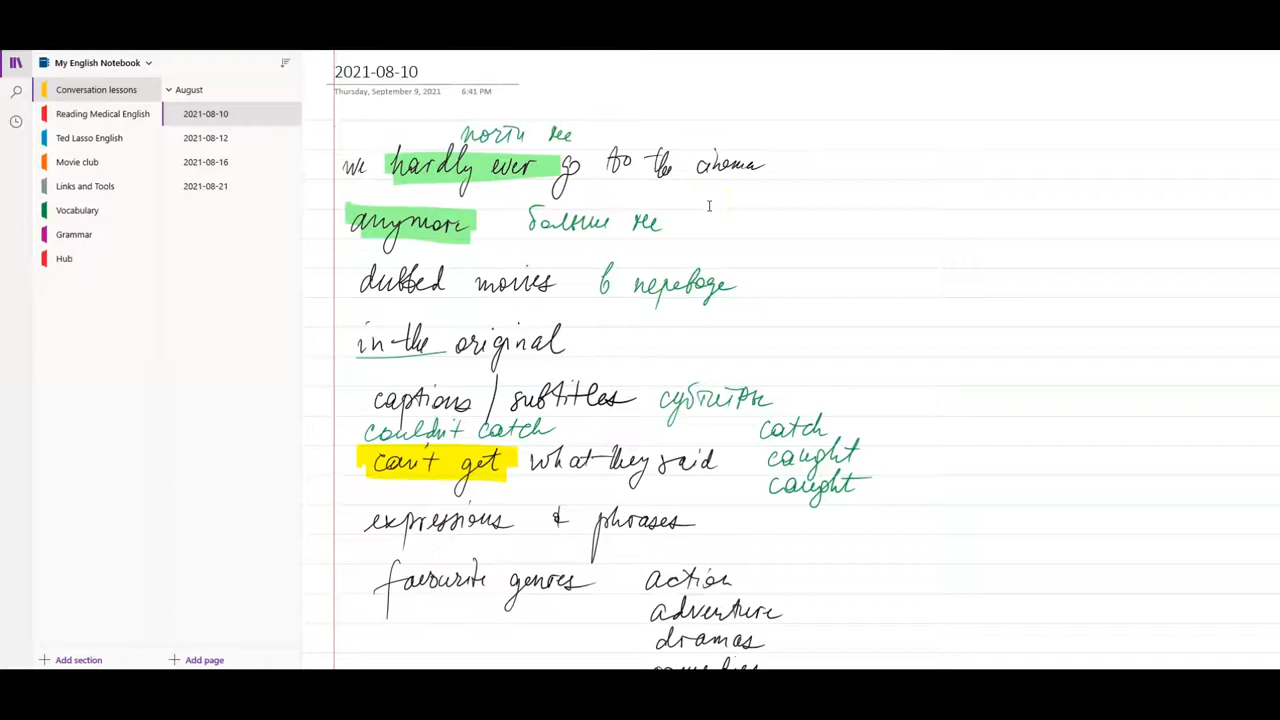 My English Notebook
Conversation lessons
Reading Medical English
Ted Lasso English
Movie club
Links and Tools
Vocabulary
Grammar
Hub
Add section
August
2021-08-10
2021-08-12
2021-08-16
2021-08-21
Add page
2021-08-10
Thursday, September 9, 2021 6:41 PM
почти не
we hardly ever go to the cinema
anymore больше не
dubbed movies в переводе
in the original
captions / subtitles субтитры
couldn't catch catch
can't get what they said caught
caught
expressions & phrases
favourite genres action
adventure
dramas